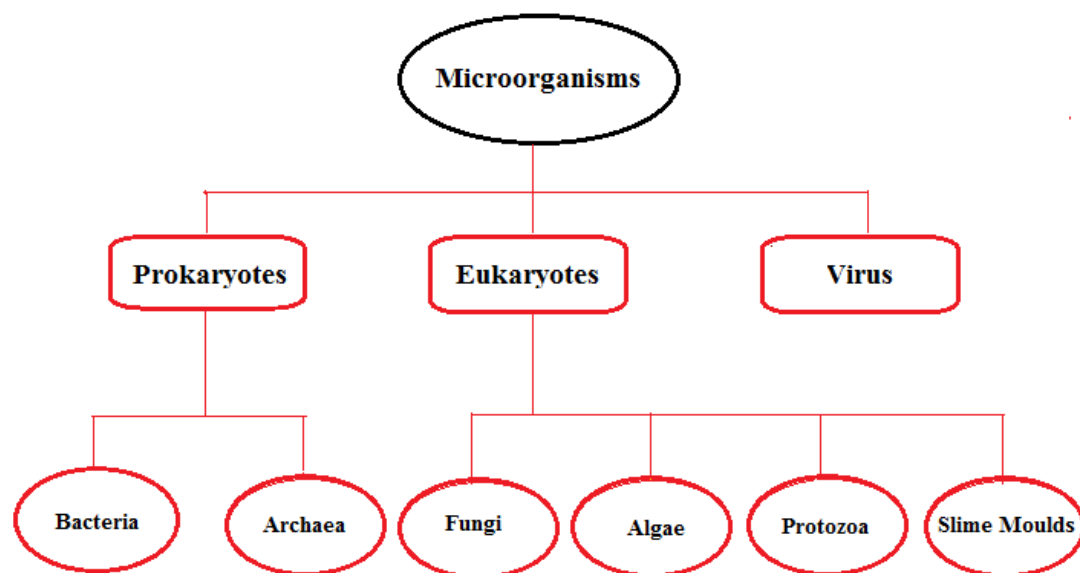 Microorganisms
Prokaryotes
Eukaryotes
Virus
Bacteria
Archaea
Fungi
Algae
Protozoa
Slime Moulds